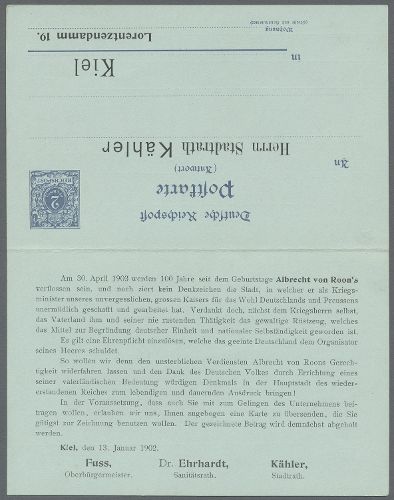 Deutsche Reichspost
Postkarte
(Antwort)
An
Herrn Stadtrath Kähler
in
Kiel
Wohnung
Lorentzendamm 19.
2
REICHSPOST
Am 30. April 1903 werden 100 Jahre seit dem Geburtstage Albrecht von Roon's
verflossen sein, und noch ziert kein Denkzeichen die Stadt, in welcher er als Kriegs-
minister unseres unvergesslichen, grossen Kaisers für das Wohl Deutschlands und Preussens
unermüdlich geschafft und gearbeitet hat. Verdankt doch, nächst dem Kriegsherrn selbst,
das Vaterland ihm und seiner nie rastenden Thätigkeit das gewaltige Rüstzeug, welches
das Mittel zur Begründung deutscher Einheit und nationaler Selbständigkeit geworden ist.
Es gilt eine Ehrenpflicht einzulösen, welche das geeinte Deutschland dem Organisator
seines Heeres schuldet.
So wollen wir denn den unsterblichen Verdiensten Albrecht von Roons Gerech-
tigkeit widerfahren lassen und den Dank des Deutschen Volkes durch Errichtung eines
seiner vaterländischen Bedeutung würdigen Denkmals in der Hauptstadt des wieder-
erstandenen Reiches zum lebendigen und dauernden Ausdruck bringen!
In der Voraussetzung, dass auch Sie mit zum Gelingen des Unternehmens bei-
tragen wollen, erlauben wir uns, Ihnen angebogen eine Karte zu übersenden, die Sie
gütigst zur Zeichnung benutzen wollen. Der gezeichnete Betrag wird demnächst abgeholt
werden.
Kiel, den 13. Januar 1902.
Fuss, Dr. Ehrhardt, Kähler,
Oberbürgermeister. Sanitätsrath. Stadtrath.